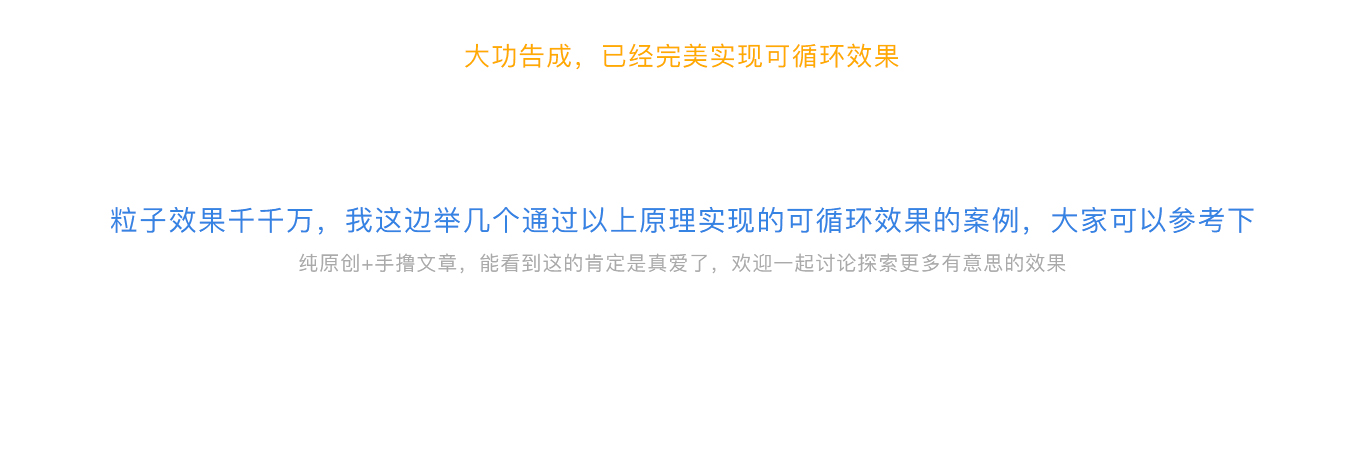 大功告成，已经完美实现可循环效果
粒子效果千千万，我这边举几个通过以上原理实现的可循环效果的案例，大家可以参考下
纯原创+手撸文章，能看到这的肯定是真爱了，欢迎一起讨论探索更多有意思的效果